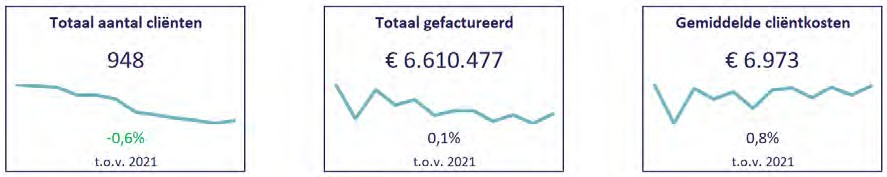 Totaal aantal cliënten
948
-0,6%
t.o.v. 2021
Totaal gefactureerd
€ 6.610.477
0,1%
t.o.v. 2021
Gemiddelde cliëntkosten
€ 6.973
0,8%
t.o.v. 2021